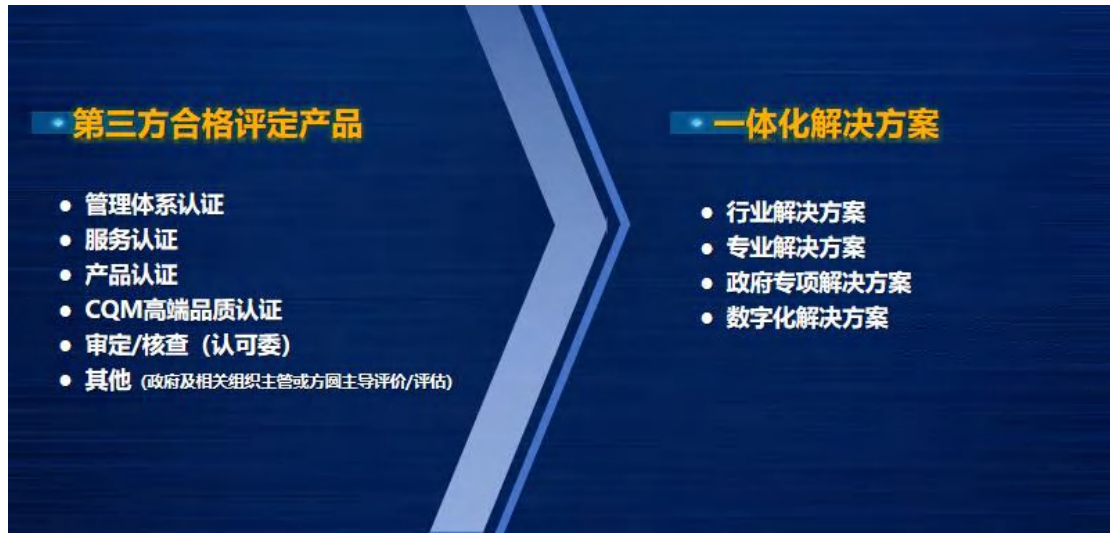 第三方合格评定产品
● 管理体系认证
● 服务认证
● 产品认证
● CQM高端品质认证
● 审定/核查（认可委）
● 其他（政府及相关组织主管或方圆主导评价/评估)
一体化解决方案
● 行业解决方案
● 专业解决方案
● 政府专项解决方案
● 数字化解决方案